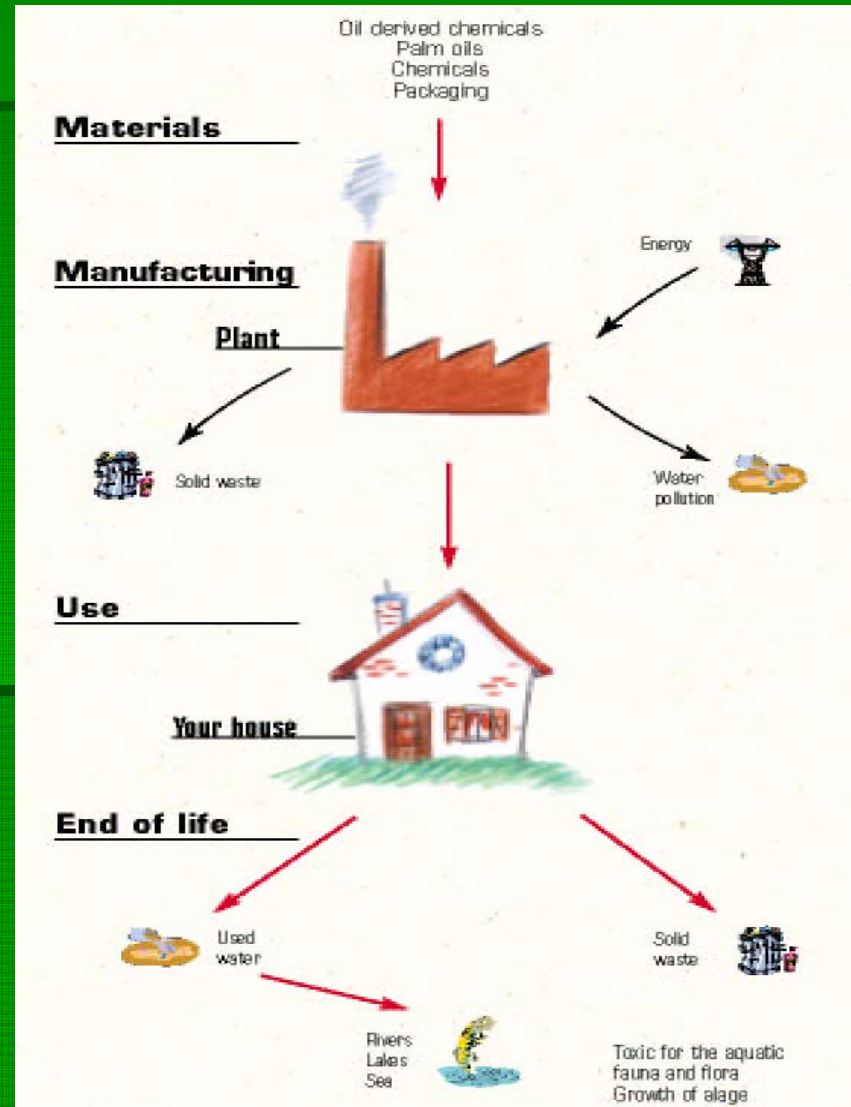 Oil derived chemicals
Palm oils
Chemicals
Packaging
Materials
Energy
Manufacturing
Plant
Solid waste
Water
pollution
Use
Your house
End of life
Used
water
Solid
waste
Rivers
Lakes
Sea
Toxic for the aquatic
fauna and flora
Growth of alage